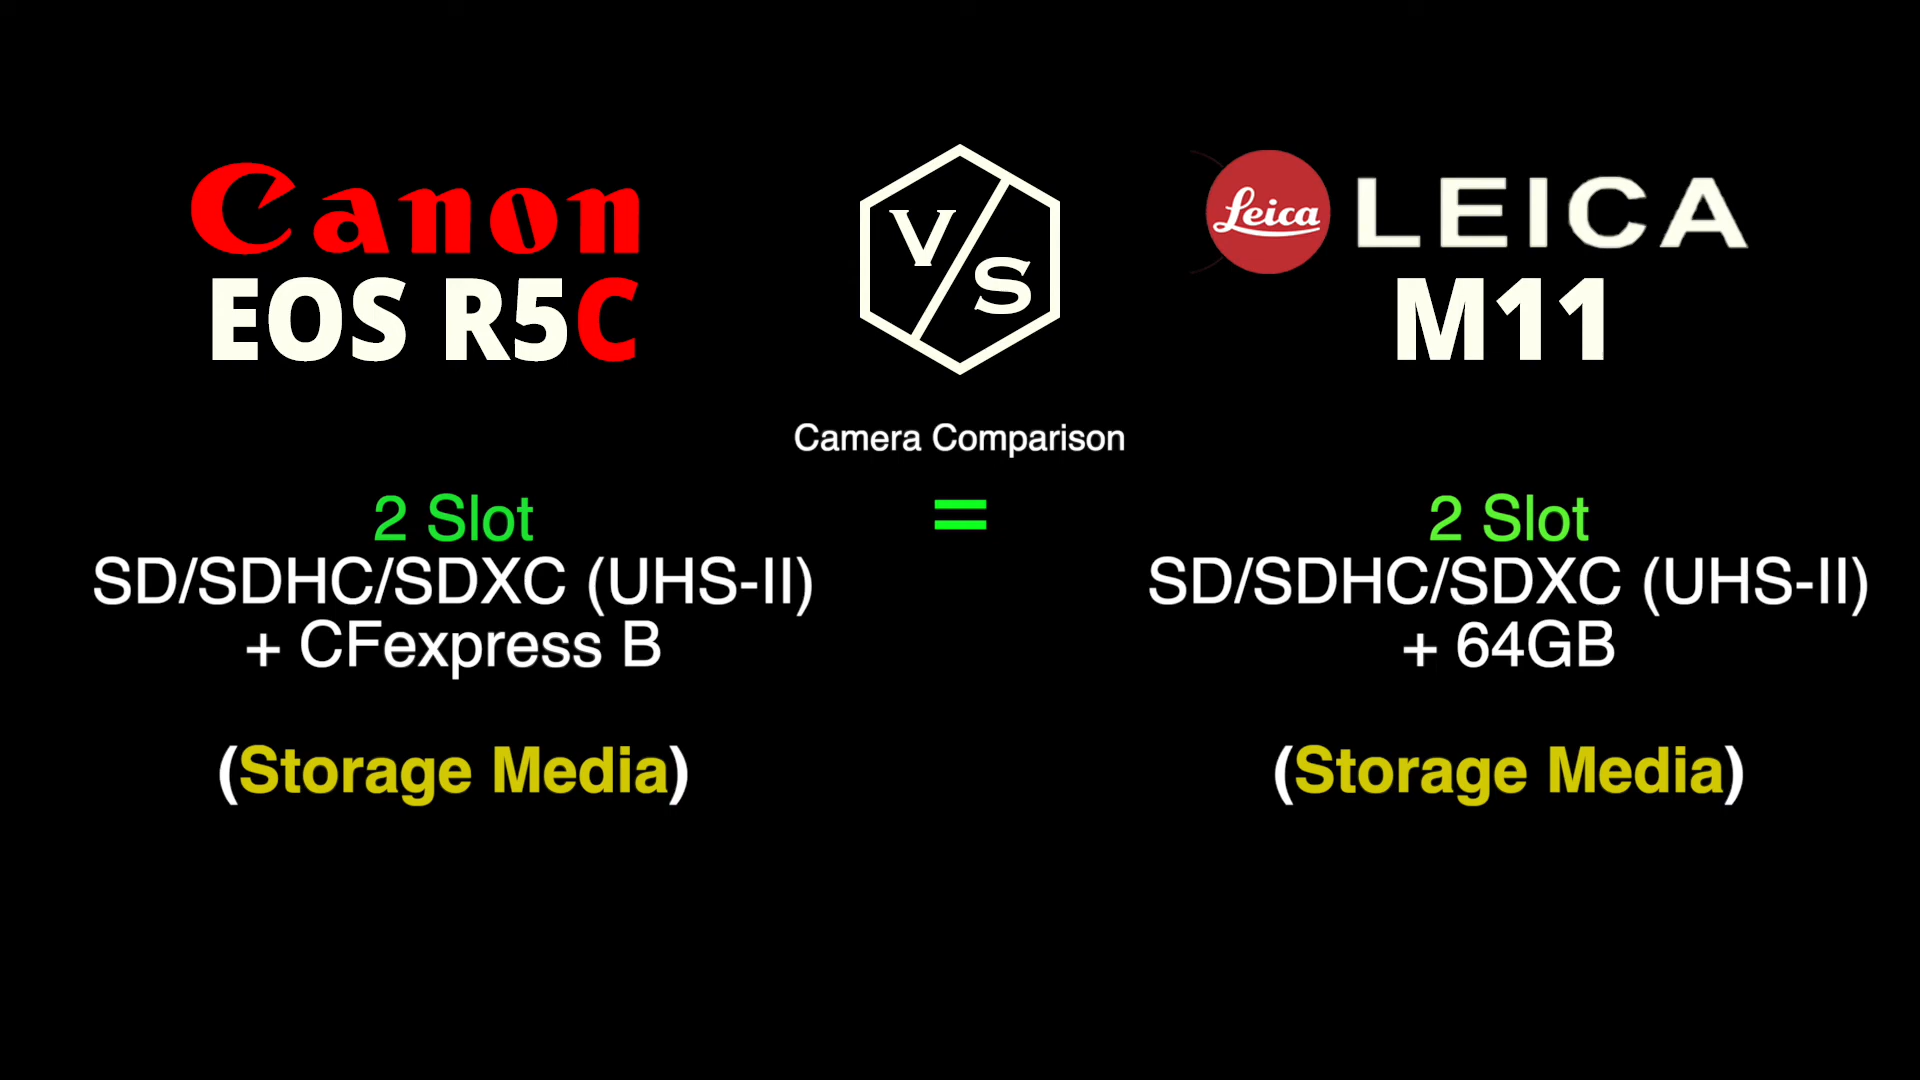 Canon
EOS R5C
V/S
Leica LEICA
M11
Camera Comparison
2 Slot
SD/SDHC/SDXC (UHS-II)
+ CFexpress B
(Storage Media)
=
2 Slot
SD/SDHC/SDXC (UHS-II)
+ 64GB
(Storage Media)